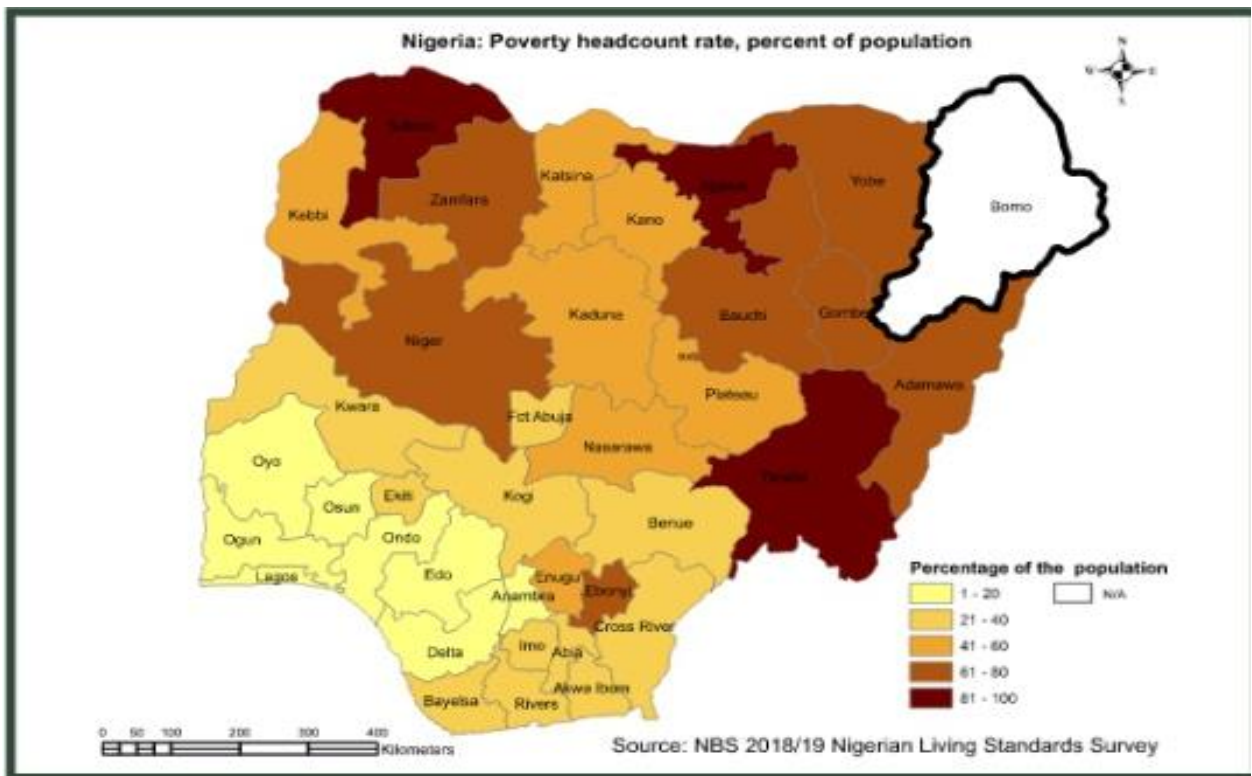 Nigeria: Poverty headcount rate, percent of population
N
W E
S
Sokoto
Katsina
Jigawa
Yobe
Zamfara
Kebbi
Kano
Borno
Kaduna
Bauchi
Gombe
Niger
Adamawa
Plateau
Kwara
Fct Abuja
Nasarawa
Oyo
Taraba
Ekiti
Kogi
Osun
Benue
Ogun
Ondo
Lagos
Edo
Enugu
Anambra
Ebonyi
Cross River
Delta
Imo
Abia
Akwa Ibom
Bayelsa
Rivers
Percentage of the population
1 - 20
N/A
21 - 40
41 - 60
61 - 80
81 - 100
0 50 100 200 300 400
Kilometers
Source: NBS 2018/19 Nigerian Living Standards Survey